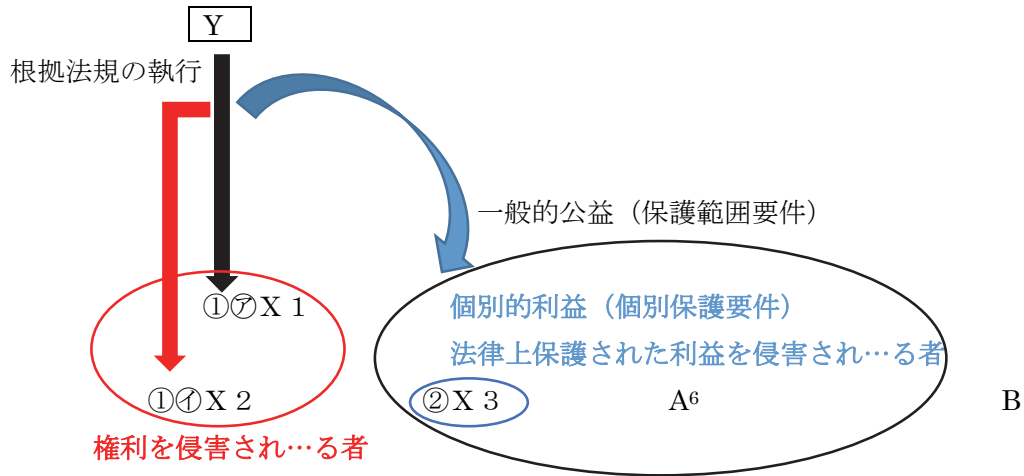 Y
根拠法規の執行
一般的公益（保護範囲要件）
①㋐X 1
個別的利益（個別保護要件）
法律上保護された利益を侵害され…る者
①㋑X 2
②X 3
A⁶
B
権利を侵害され…る者